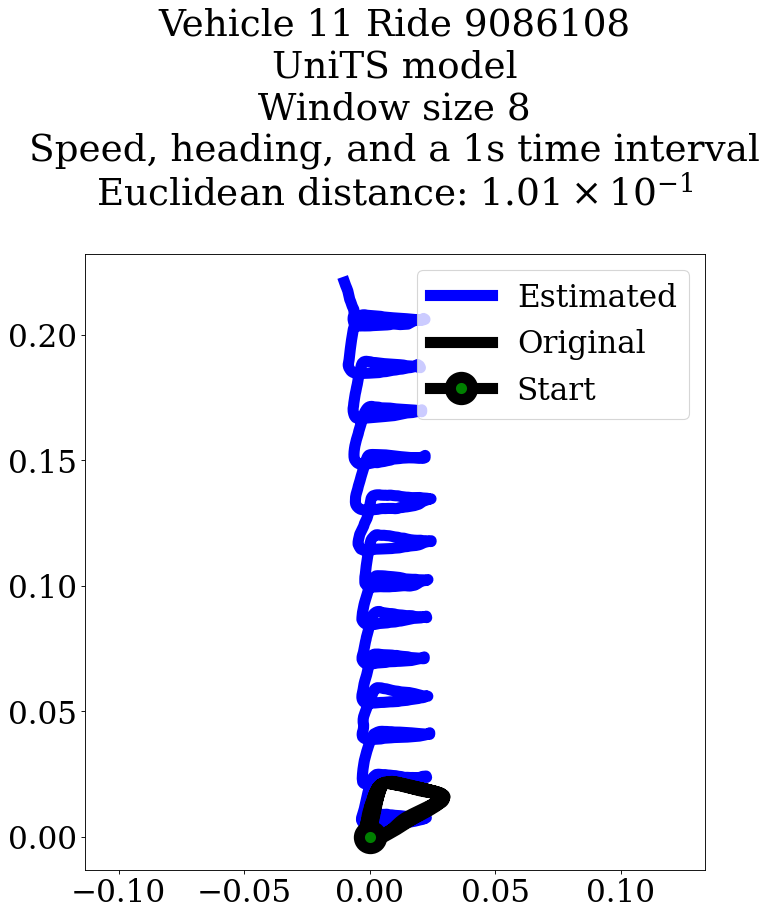 Vehicle 11 Ride 9086108
UniTS model
Window size 8
Speed, heading, and a 1s time interval
Euclidean distance: 1.01 × 10⁻¹
Estimated
Original
Start
0.20
0.15
0.10
0.05
0.00
−0.10 −0.05 0.00 0.05 0.10